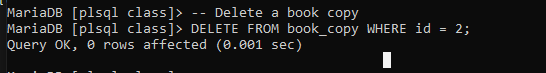 MariaDB [plsql class]> -- Delete a book copy
MariaDB [plsql class]> DELETE FROM book_copy WHERE id = 2;
Query OK, 0 rows affected (0.001 sec)